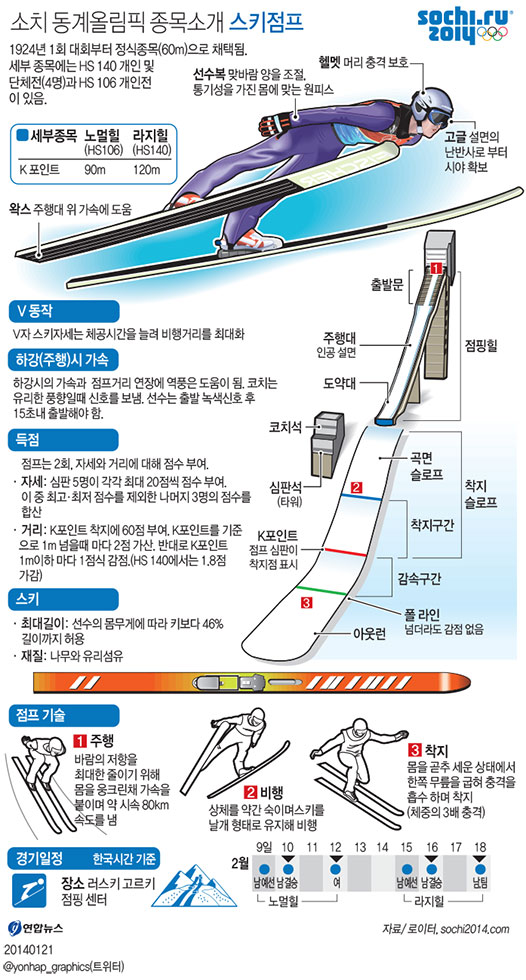 소치 동계올림픽 종목소개 스키점프
sochi.ru
2014
1924년 1회 대회부터 정식종목(60m)으로 채택됨.
세부 종목에는 HS 140 개인 및
단체전(4명)과 HS 106 개인전
이 있음.
선수복 맞바람 양을 조절,
통기성을 가진 몸에 맞는 원피스
헬멧 머리 충격 보호
고글 설면의
난반사로 부터
시야 확보
세부종목 노멀힐 라지힐
(HS106) (HS140)
K 포인트 90m 120m
왁스 주행대 위 가속에 도움
V 동작
V자 스키자세는 체공시간을 늘려 비행거리를 최대화
하강(주행)시 가속
하강시의 가속과 점프거리 연장에 역풍은 도움이 됨. 코치는
유리한 풍향일때 신호를 보냄. 선수는 출발 녹색신호 후
15초내 출발해야 함.
득점
점프는 2회, 자세와 거리에 대해 점수 부여.
· 자세: 심판 5명이 각각 최대 20점씩 점수 부여.
이 중 최고·최저 점수를 제외한 나머지 3명의 점수를
합산
· 거리: K포인트 착지에 60점 부여. K포인트를 기준
으로 1m 넘을때 마다 2점 가산. 반대로 K포인트
1m이하 마다 1점식 감점.(HS 140에서는 1.8점
가감)
스키
· 최대길이: 선수의 몸무게에 따라 키보다 46%
길이까지 허용
· 재질: 나무와 유리섬유
1
출발문
주행대
인공 설면
점핑힐
도약대
코치석
심판석
(타워)
2
곡면
슬로프
착지
슬로프
착지구간
K포인트
점프 심판이
착지점 표시
감속구간
3
폴 라인
넘더라도 감점 없음
아웃런
점프 기술
1 주행
바람의 저항을
최대한 줄이기 위해
몸을 웅크린채 가속을
붙이며 약 시속 80km
속도를 냄
2 비행
상체를 약간 숙이며스키를
날개 형태로 유지해 비행
3 착지
몸을 곧추 세운 상태에서
한쪽 무릎을 굽혀 충격을
흡수 하며 착지
(체중의 3배 충격)
경기일정 한국시간 기준
장소 러스키 고르키
점핑 센터
2월
9일 10 11 12 13 14 15 16 17 18
남예선 남결승 여 남예선 남결승 남팀
노멀힐 라지힐
연합뉴스
자료/ 로이터, sochi2014.com
20140121
@yonhap_graphics(트위터)